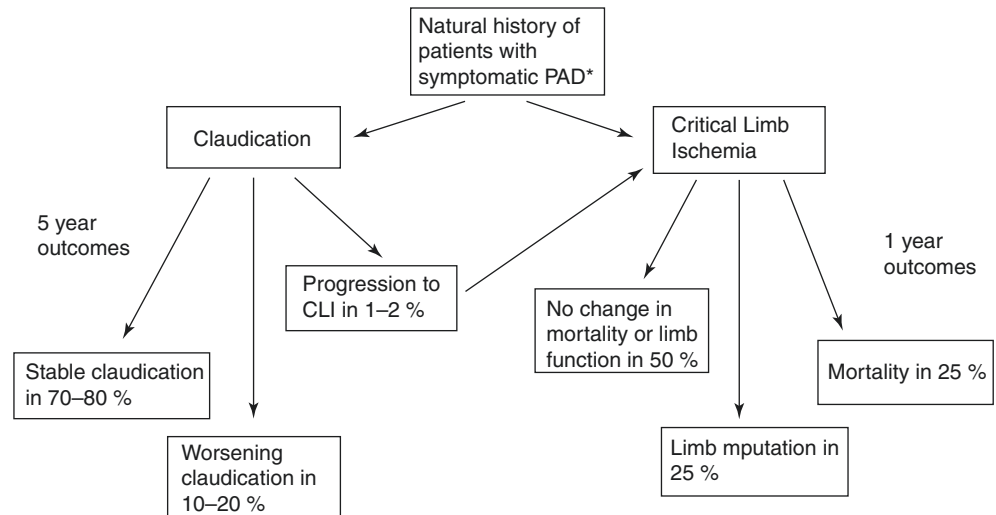 Natural history of
patients with
symptomatic PAD*
Claudication
Critical Limb
Ischemia
5 year
outcomes
1 year
outcomes
Progression to
CLI in 1–2 %
No change in
mortality or limb
function in 50 %
Stable claudication
in 70–80 %
Mortality in 25 %
Worsening
claudication in
10–20 %
Limb mputation in
25 %